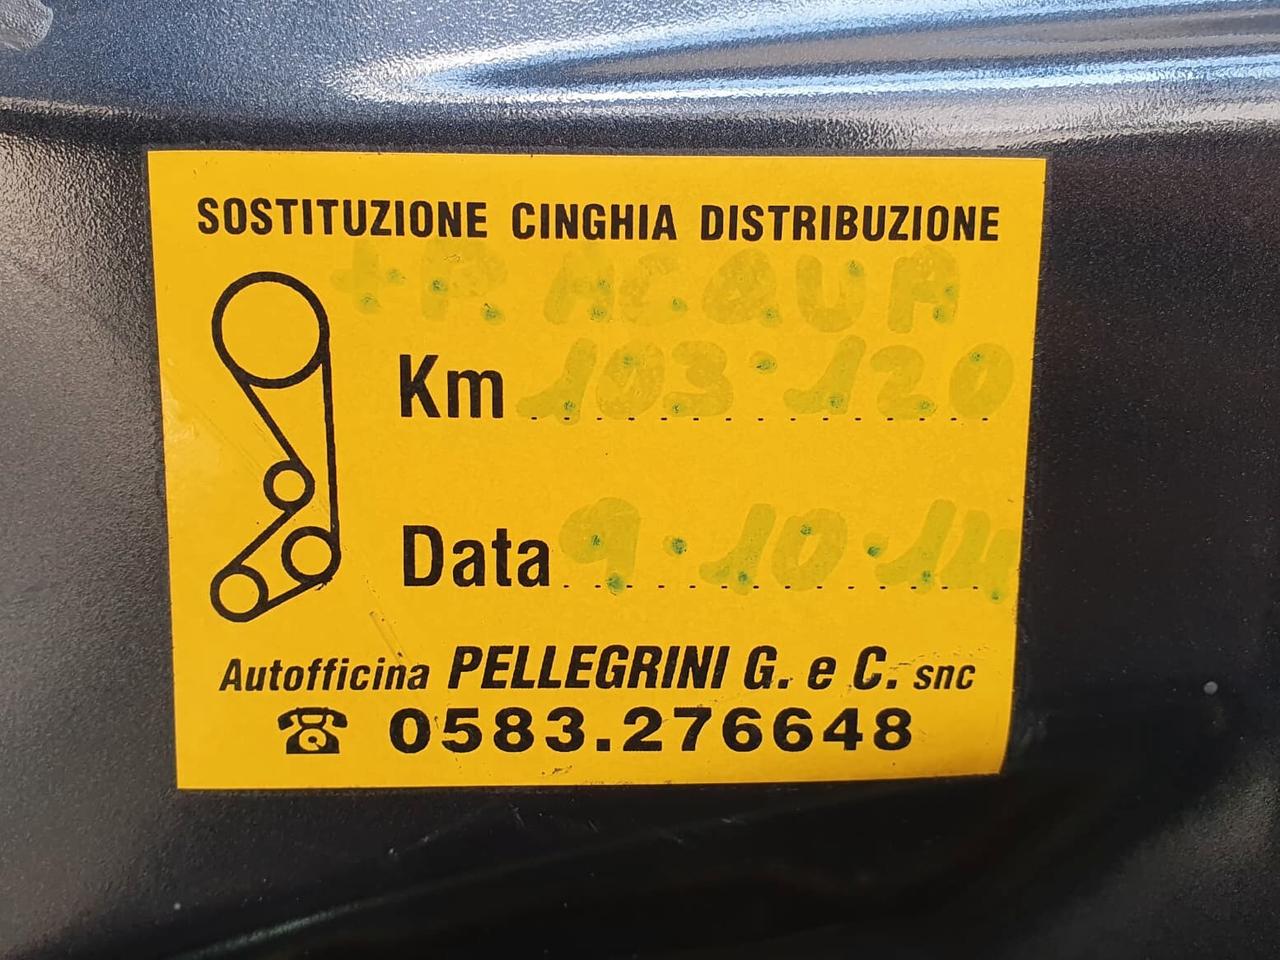 SOSTITUZIONE CINGHIA DISTRIBUZIONE
+ P. ACQUA
Km 103.120
Data 9.10.14
Autofficina PELLEGRINI G. e C. snc
0583.276648